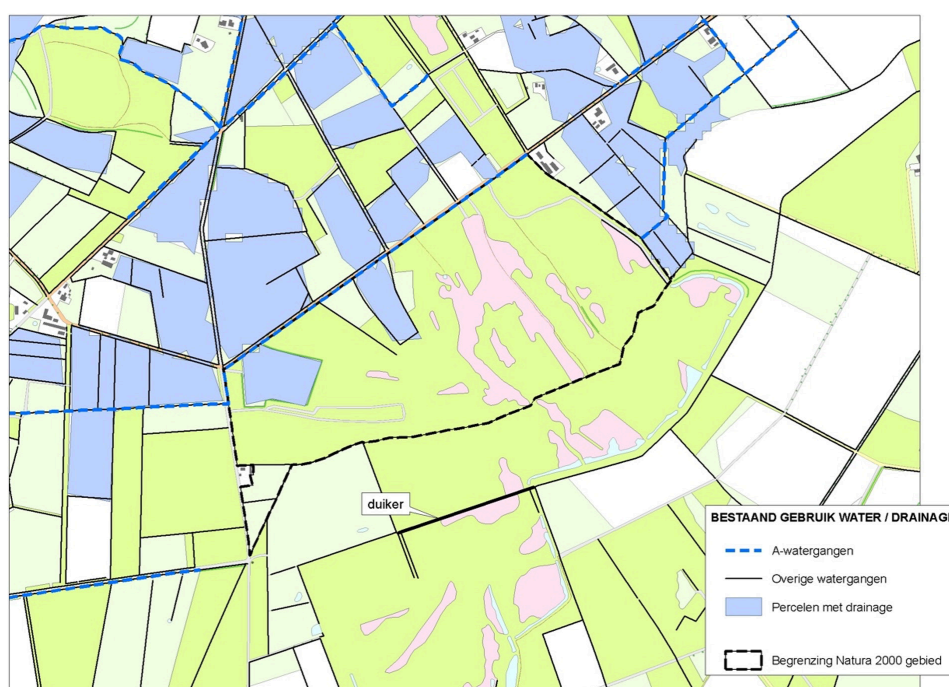 duiker
BESTAAND GEBRUIK WATER / DRAINAGE
A-watergangen
Overige watergangen
Percelen met drainage
Begrenzing Natura 2000 gebied